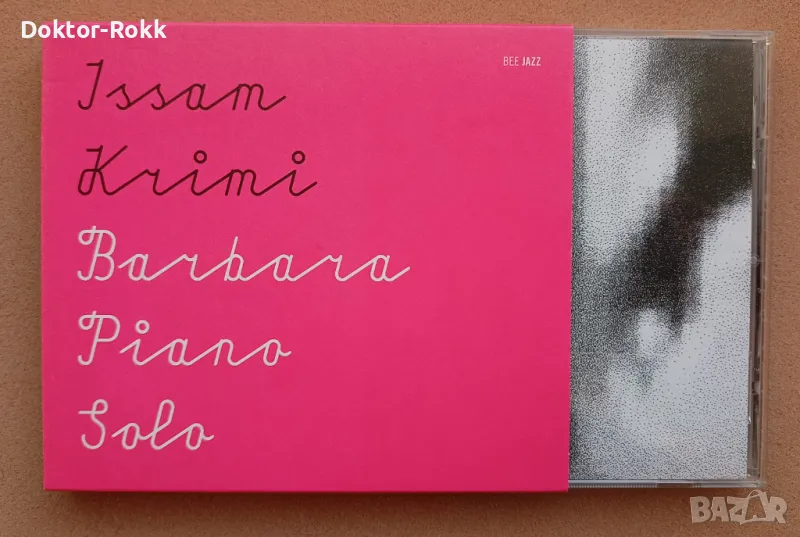 Doktor-Rokk
BEE JAZZ
Issam
Krimi
Barbara
Piano
Solo
BAZAR